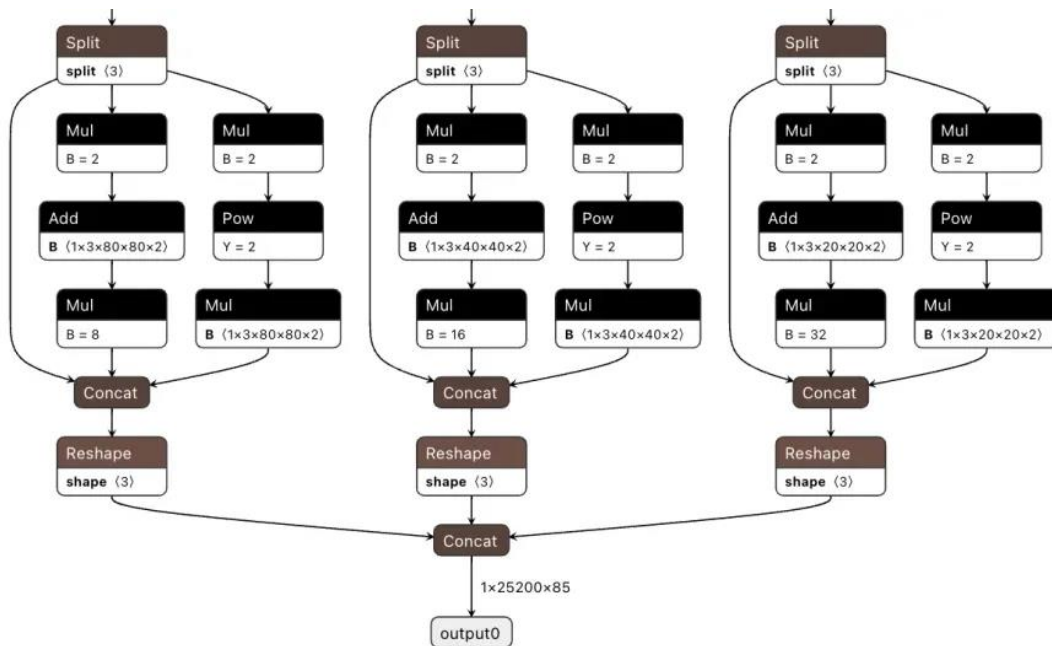 Split
split ⟨3⟩
Mul
B = 2
Mul
B = 2
Add
B ⟨1×3×80×80×2⟩
Pow
Y = 2
Mul
B = 8
Mul
B ⟨1×3×80×80×2⟩
Concat
Reshape
shape ⟨3⟩
Split
split ⟨3⟩
Mul
B = 2
Mul
B = 2
Add
B ⟨1×3×40×40×2⟩
Pow
Y = 2
Mul
B = 16
Mul
B ⟨1×3×40×40×2⟩
Concat
Reshape
shape ⟨3⟩
Split
split ⟨3⟩
Mul
B = 2
Mul
B = 2
Add
B ⟨1×3×20×20×2⟩
Pow
Y = 2
Mul
B = 32
Mul
B ⟨1×3×20×20×2⟩
Concat
Reshape
shape ⟨3⟩
Concat
1×25200×85
output0